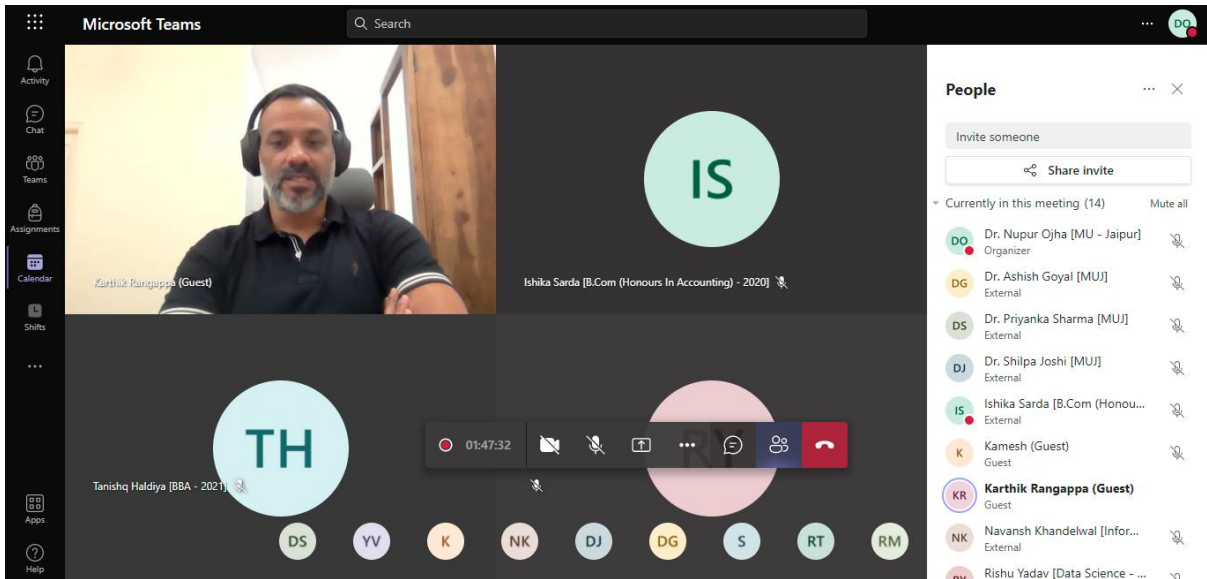 Microsoft Teams
Search
DO
Activity
Chat
Teams
Assignments
Calendar
Shifts
Apps
Help
Karthik Rangappa (Guest)
IS
Ishika Sarda [B.Com (Honours In Accounting) - 2020]
TH
Tanishq Haldiya [BBA - 2021]
RY
01:47:32
DS
YV
K
NK
DJ
DG
S
RT
RM
People
Invite someone
Share invite
Currently in this meeting (14)
Mute all
DO
Dr. Nupur Ojha [MU - Jaipur]
Organizer
DG
Dr. Ashish Goyal [MUJ]
External
DS
Dr. Priyanka Sharma [MUJ]
External
DJ
Dr. Shilpa Joshi [MUJ]
External
IS
Ishika Sarda [B.Com (Honou...
External
K
Kamesh (Guest)
Guest
KR
Karthik Rangappa (Guest)
Guest
NK
Navansh Khandelwal [Infor...
External
RY
Rishu Yadav [Data Science - ...